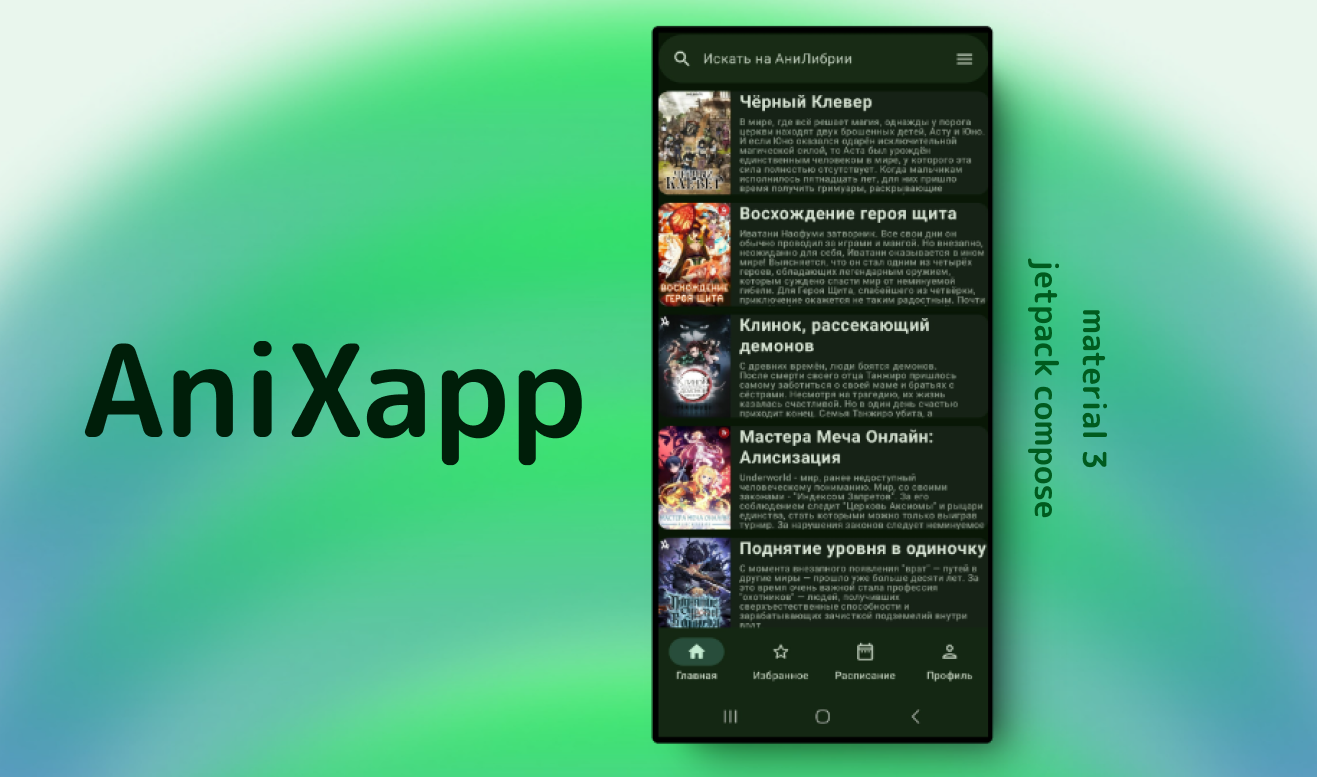 AniXapp
Искать на АниЛибрии
Чёрный Клевер
В мире, где всё решает магия, однажды у порога
церкви находят двух брошенных детей, Асту и Юно.
И если Юно оказался одарён исключительной
магической силой, то Аста был урождён
единственным человеком в мире, у которого эта
сила полностью отсутствует. Когда мальчикам
исполнилось пятнадцать лет, для них пришло
время получить гримуары, раскрывающие
КЛЕВЕР
Восхождение героя щита
Иватани Наофуми затворник. Все свои дни он
обычно проводил за играми и мангой. Но внезапно,
неожиданно для себя, Иватани оказывается в ином
мире! Выясняется, что он стал одним из четырёх
героев, обладающих легендарным оружием,
которым суждено спасти мир от неминуемой
гибели. Для Героя Щита, слабейшего из четвёрки,
приключение окажется не таким радостным. Почти
ВОСХОЖДЕНИЕ
ГЕРОЯ ЩИТА
Клинок, рассекающий
демонов
С древних времён, люди боятся демонов.
После смерти своего отца Танжиро пришлось
самому заботиться о своей маме и братьях с
сёстрами. Несмотря на трагедию, их жизнь
казалась счастливой. Но в один день счастью
приходит конец. Семья Танжиро убита, а
Мастера Меча Онлайн:
Алисизация
Underworld - мир, ранее недоступный
человеческому пониманию. Мир, со своими
законами - "Индексом Запретов". За его
соблюдением следит "Церковь Аксиомы" и рыцари
единства, стать которыми можно только выиграв
турнир. За нарушения законов следует неминуемое
МАСТЕРА МЕЧА ОНЛАЙН
Поднятие уровня в одиночку
С момента внезапного появления "врат" — путей в
другие миры — прошло уже больше десяти лет. За
это время очень важной стала профессия
"охотников" — людей, получивших
сверхъестественные способности и
зарабатывающих зачисткой подземелий внутри
врат.
Главная
Избранное
Расписание
Профиль
material 3
jetpack compose